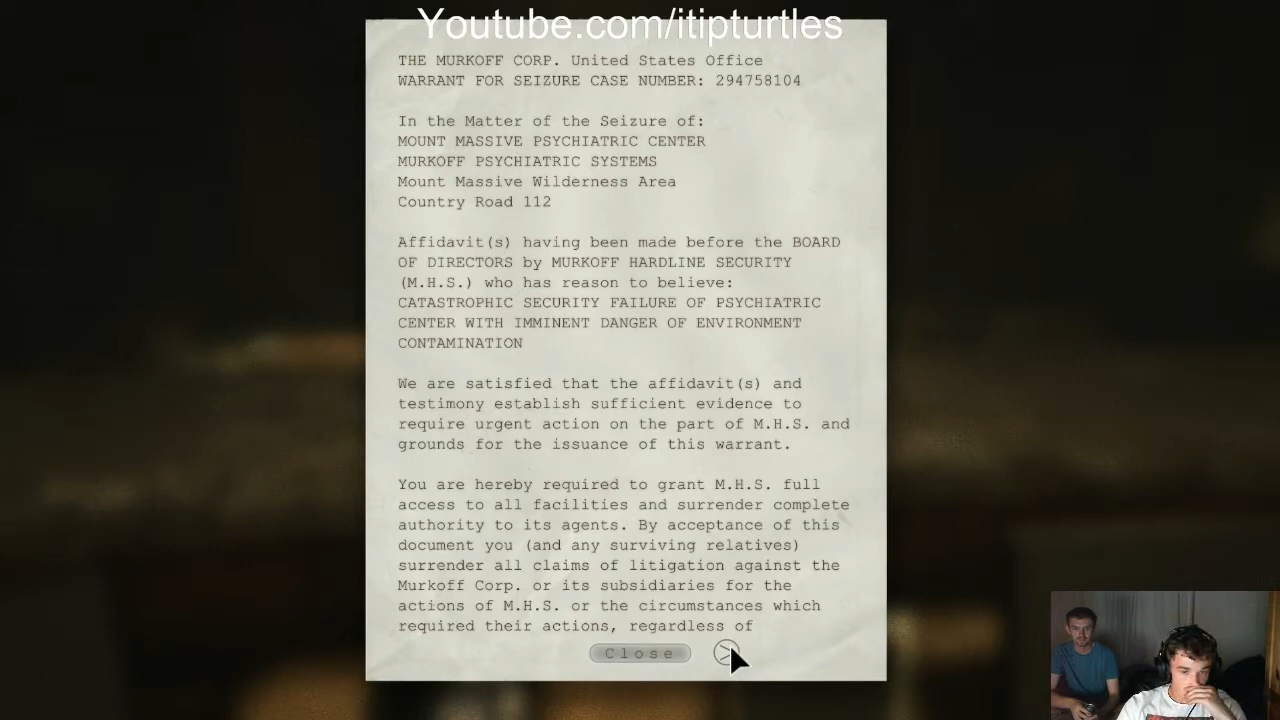 Youtube.com/itipturtles
THE MURKOFF CORP. United States Office
WARRANT FOR SEIZURE CASE NUMBER: 294758104
In the Matter of the Seizure of:
MOUNT MASSIVE PSYCHIATRIC CENTER
MURKOFF PSYCHIATRIC SYSTEMS
Mount Massive Wilderness Area
Country Road 112
Affidavit(s) having been made before the BOARD
OF DIRECTORS by MURKOFF HARDLINE SECURITY
(M.H.S.) who has reason to believe:
CATASTROPHIC SECURITY FAILURE OF PSYCHIATRIC
CENTER WITH IMMINENT DANGER OF ENVIRONMENT
CONTAMINATION
We are satisfied that the affidavit(s) and
testimony establish sufficient evidence to
require urgent action on the part of M.H.S. and
grounds for the issuance of this warrant.
You are hereby required to grant M.H.S. full
access to all facilities and surrender complete
authority to its agents. By acceptance of this
document you (and any surviving relatives)
surrender all claims of litigation against the
Murkoff Corp. or its subsidiaries for the
actions of M.H.S. or the circumstances which
required their actions, regardless of
Close